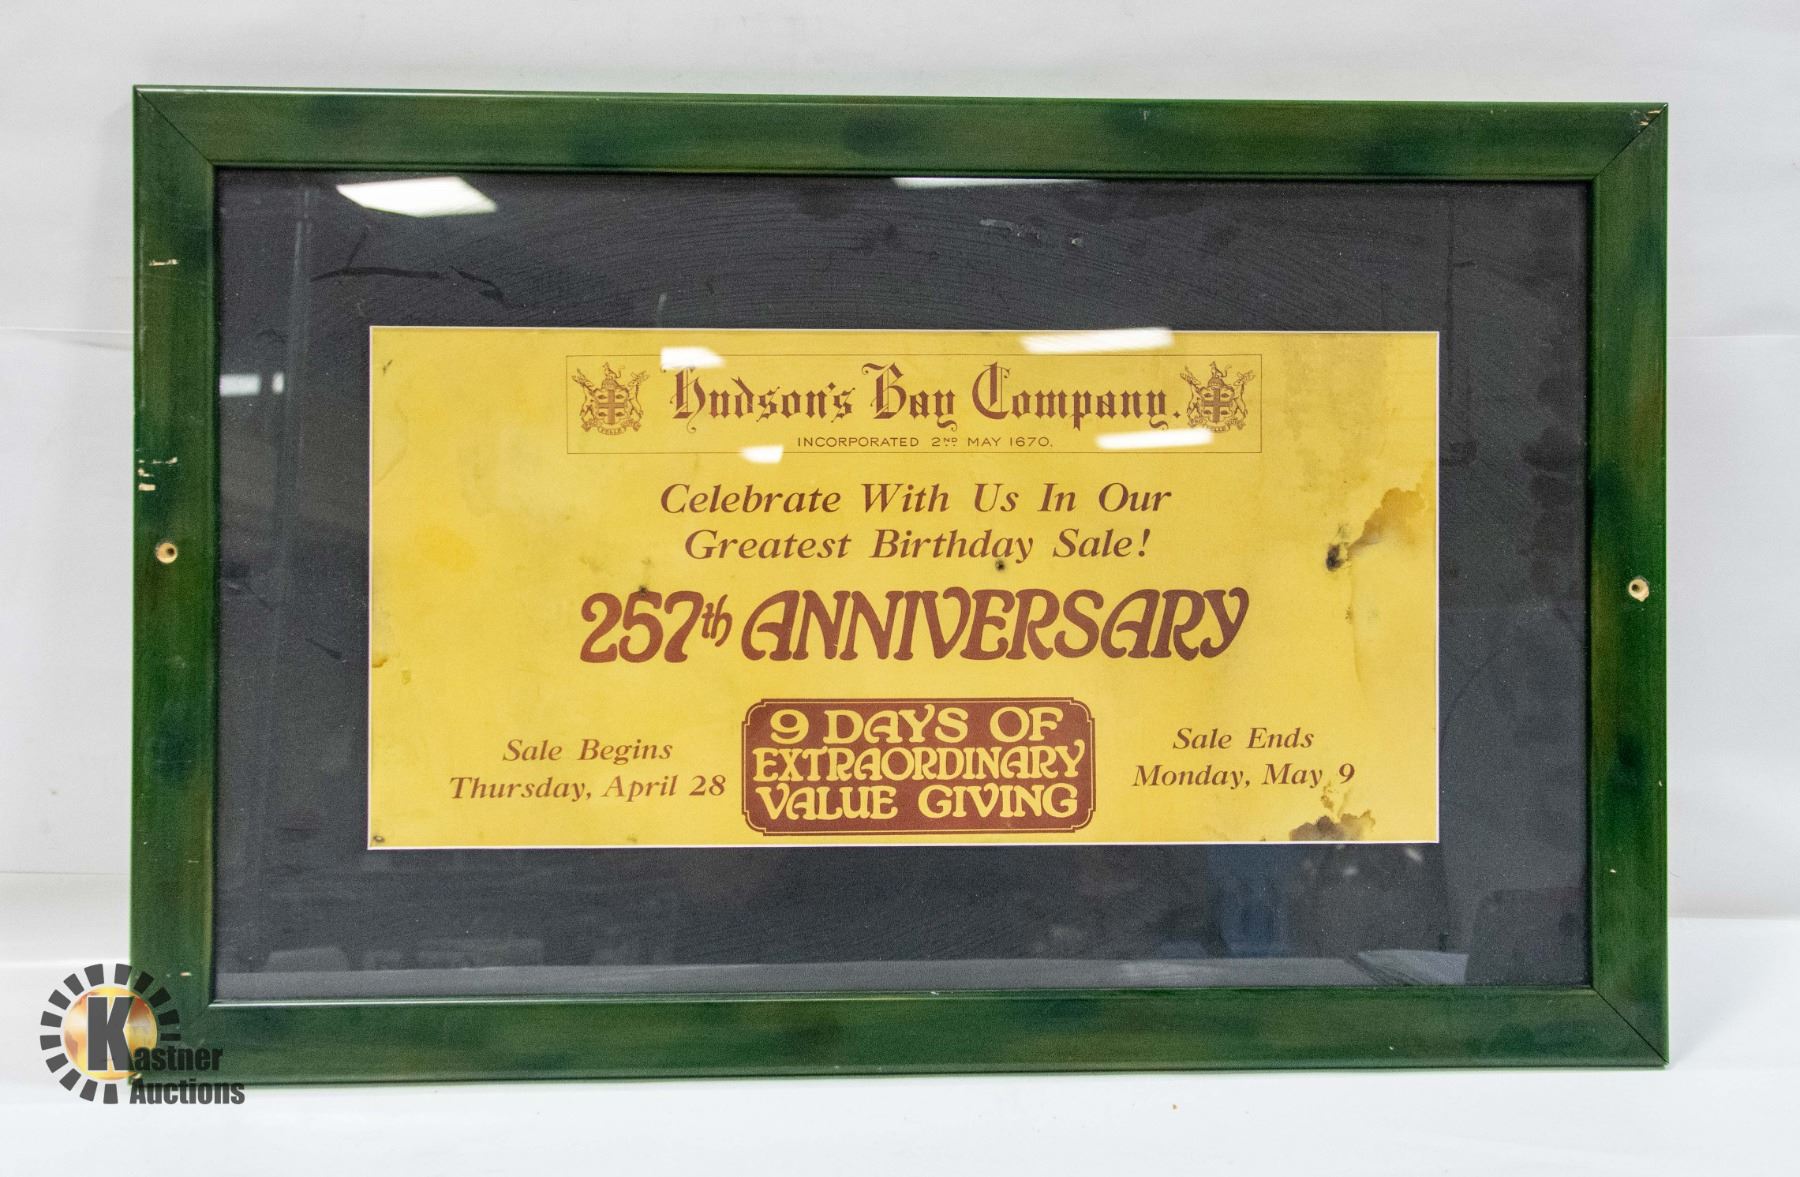 Hudson's Bay Company.
INCORPORATED 2ND MAY 1670.
Celebrate With Us In Our
Greatest Birthday Sale!
257th ANNIVERSARY
Sale Begins
Thursday, April 28
9 DAYS OF
EXTRAORDINARY
VALUE GIVING
Sale Ends
Monday, May 9
Kastner
Auctions